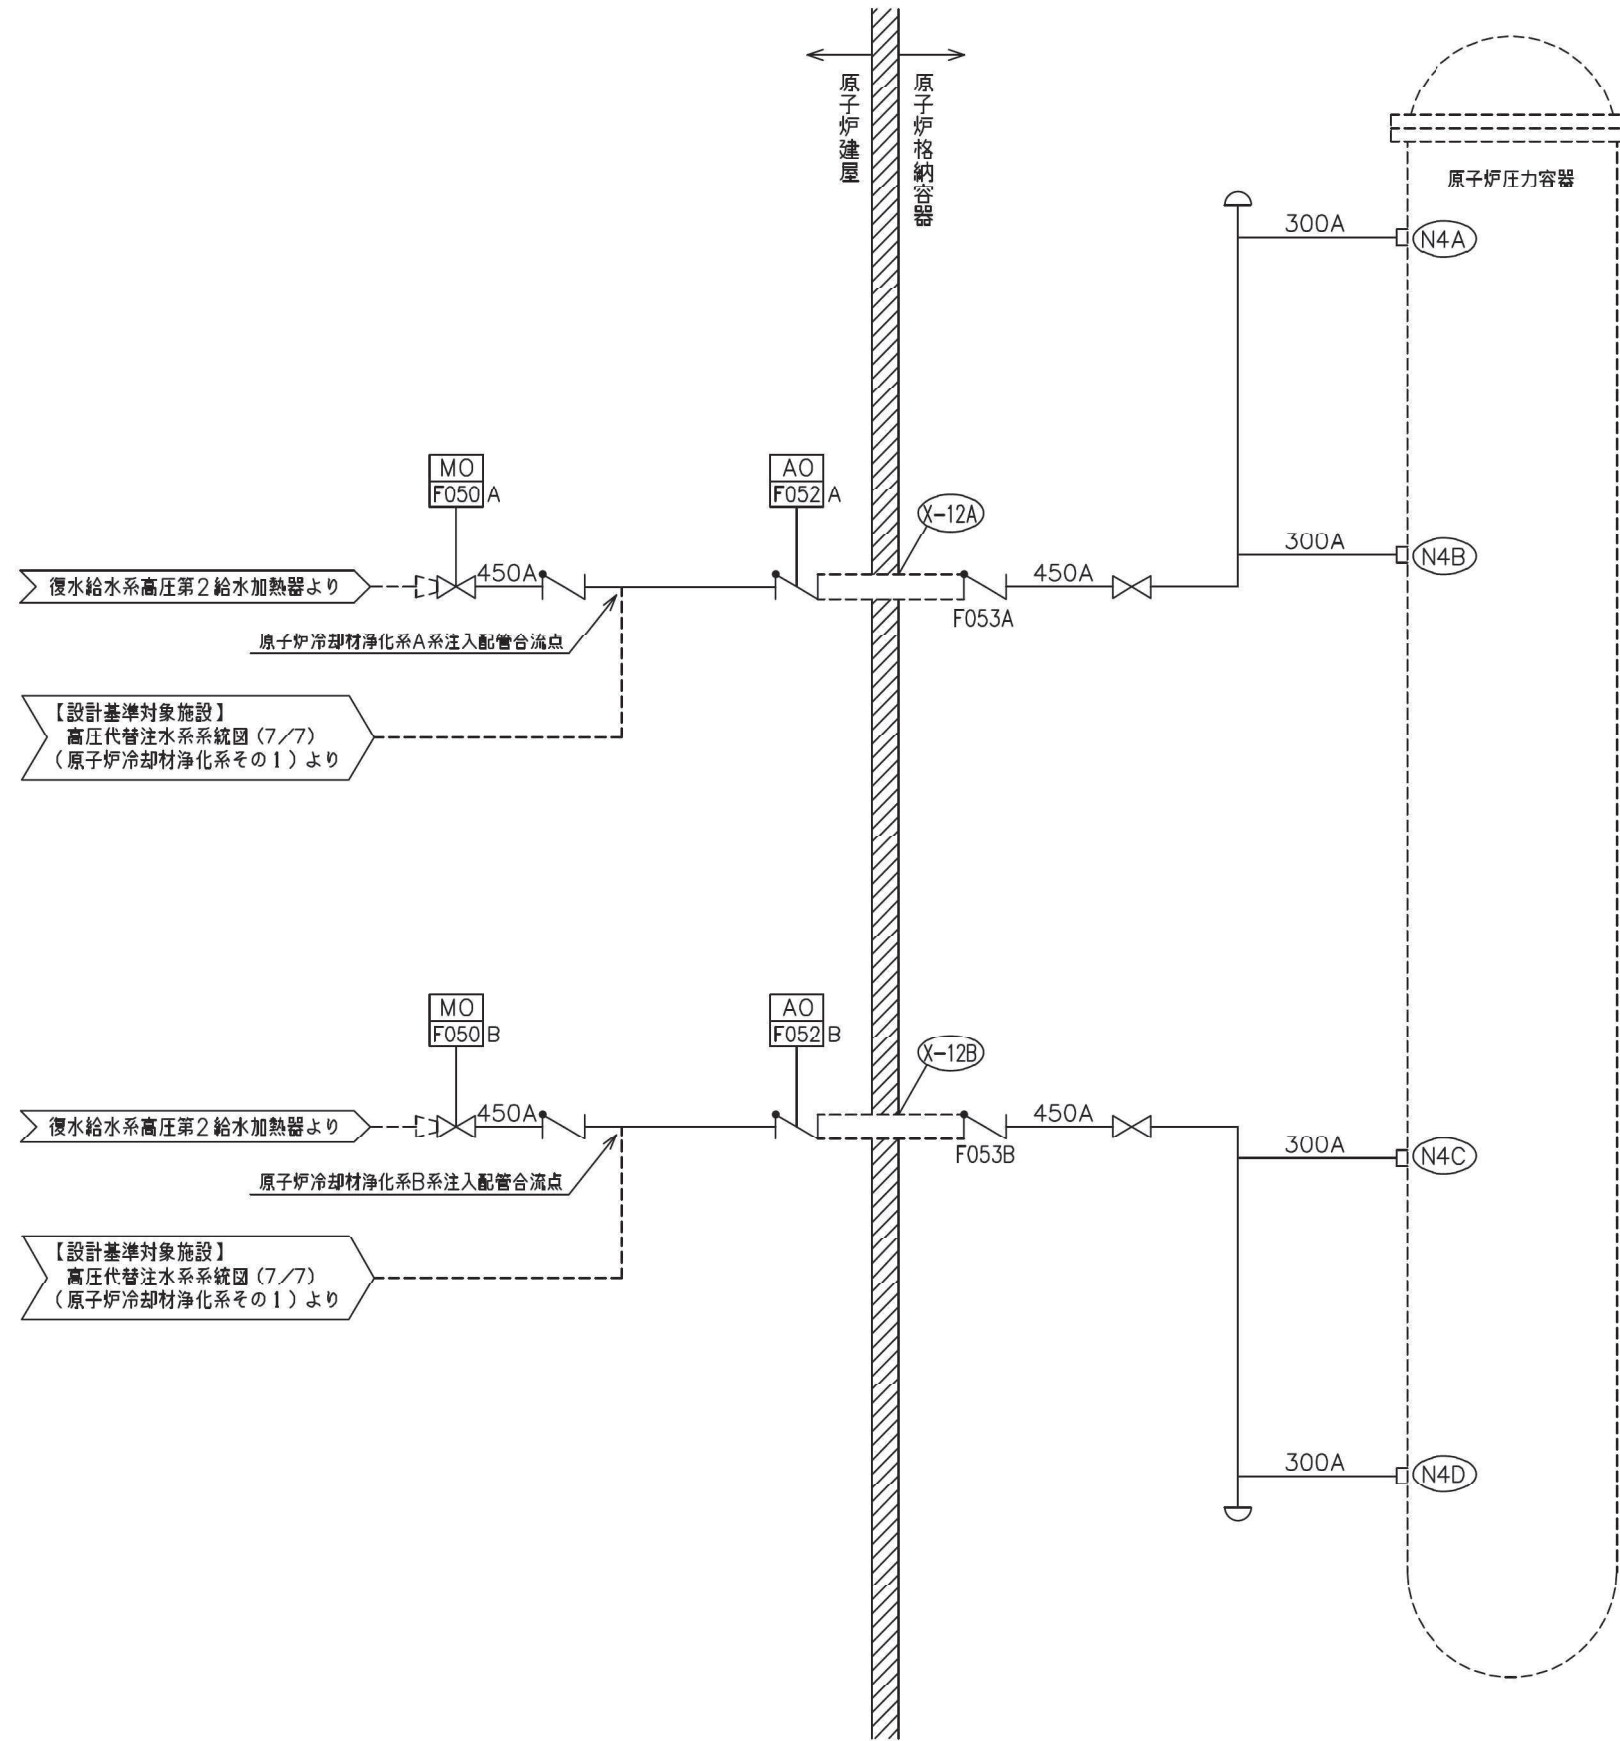 原子炉建屋
原子炉格納容器
原子炉圧力容器
300A
N4A
MO
F050 A
AO
F052 A
X-12A
300A
N4B
復水給水系高圧第2給水加熱器より
450A
450A
F053A
原子炉冷却材浄化系A系注入配管合流点
【設計基準対象施設】
高圧代替注水系系統図(7/7)
(原子炉冷却材浄化系その1)より
MO
F050 B
AO
F052 B
X-12B
復水給水系高圧第2給水加熱器より
450A
450A
F053B
300A
N4C
原子炉冷却材浄化系B系注入配管合流点
【設計基準対象施設】
高圧代替注水系系統図(7/7)
(原子炉冷却材浄化系その1)より
300A
N4D